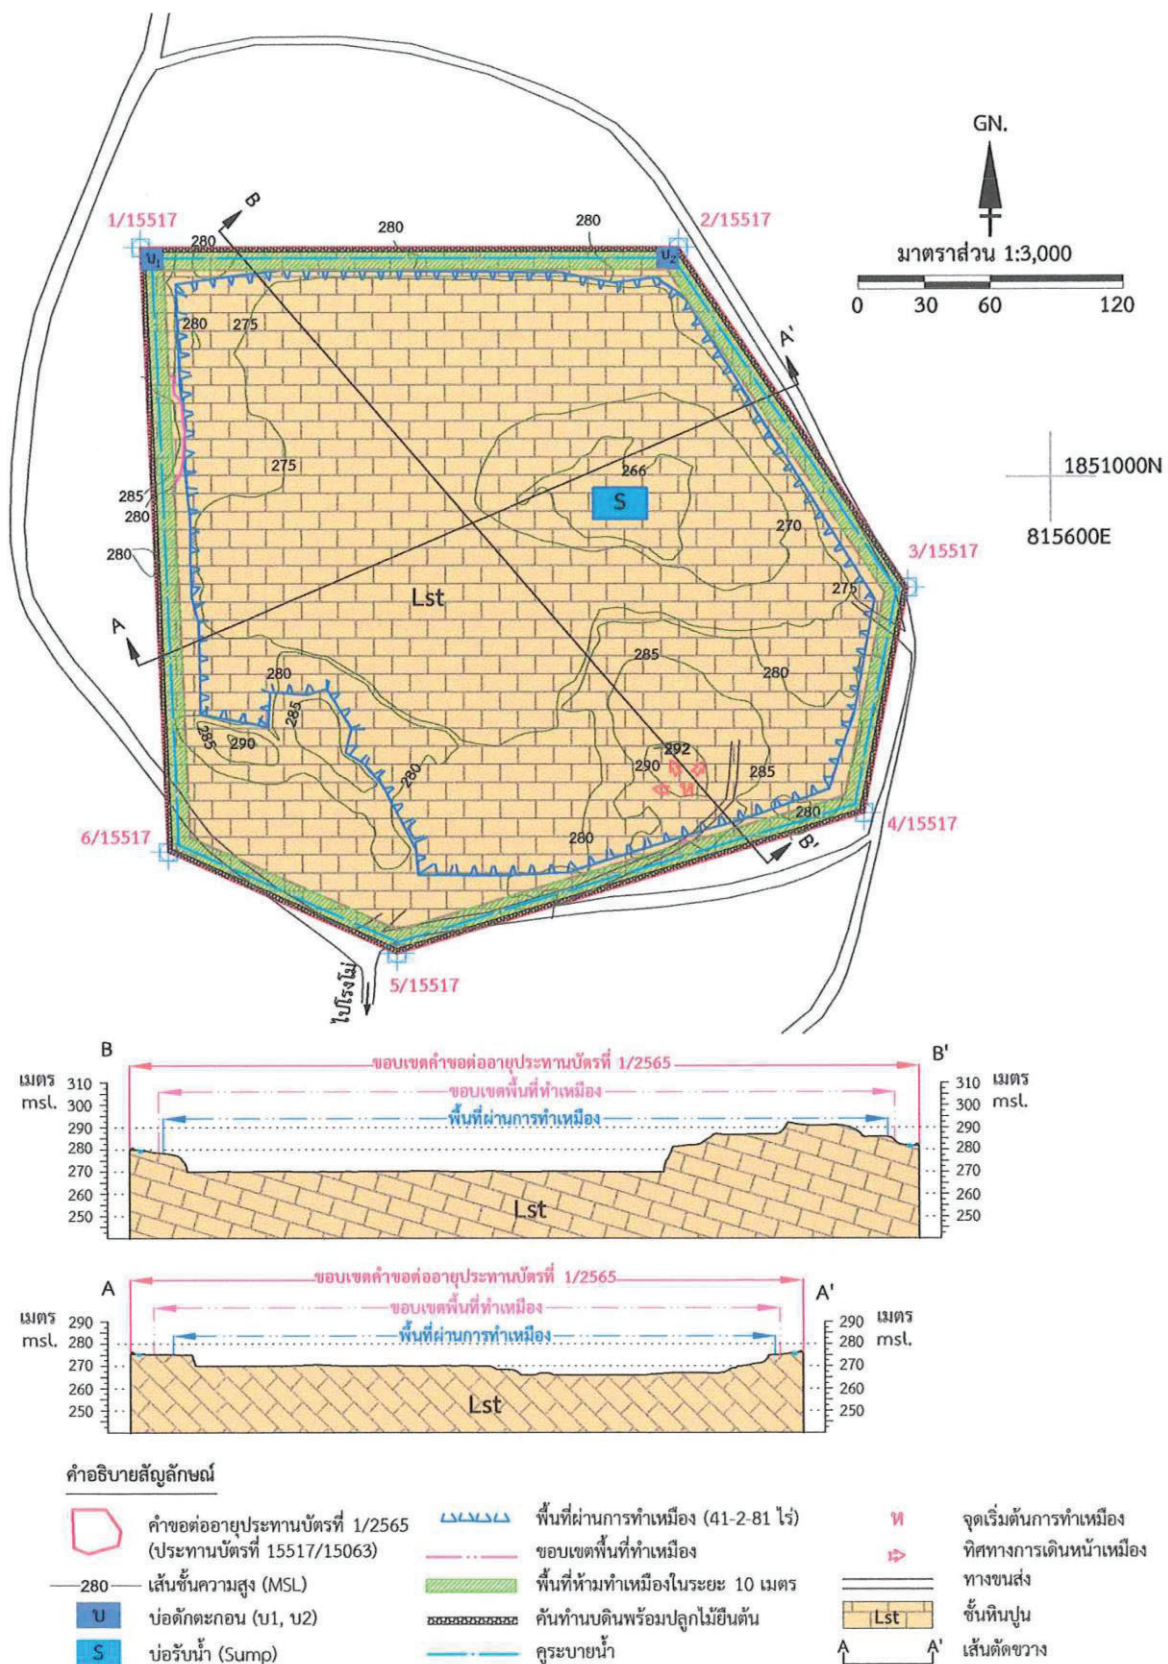 GN.
มาตราส่วน 1:3,000
0 30 60 120
1851000N
815600E
B
1/15517
280
280
280
2/15517
บ1
บ2
280
275
A'
275
266
S
285
280
280
270
3/15517
275
Lst
A
280
285
280
285
285
290
280
292
290
285
280
280
6/15517
4/15517
B'
5/15517
ไปโรงโม่
B
B'
ขอบเขตคำขอต่ออายุประทานบัตรที่ 1/2565
เมตร
msl.
310
300
290
280
270
260
250
ขอบเขตพื้นที่ทำเหมือง
พื้นที่ผ่านการทำเหมือง
Lst
310
300
290
280
270
260
250
เมตร
msl.
A
A'
ขอบเขตคำขอต่ออายุประทานบัตรที่ 1/2565
เมตร
msl.
290
280
270
260
250
ขอบเขตพื้นที่ทำเหมือง
พื้นที่ผ่านการทำเหมือง
Lst
290
280
270
260
250
เมตร
msl.
คำอธิบายสัญลักษณ์
คำขอต่ออายุประทานบัตรที่ 1/2565
(ประทานบัตรที่ 15517/15063)
280 เส้นชั้นความสูง (MSL)
บ บ่อดักตะกอน (บ1, บ2)
S บ่อรับน้ำ (Sump)
พื้นที่ผ่านการทำเหมือง (41-2-81 ไร่)
ขอบเขตพื้นที่ทำเหมือง
พื้นที่ห้ามทำเหมืองในระยะ 10 เมตร
คันทำนบดินพร้อมปลูกไม้ยืนต้น
คูระบายน้ำ
ห จุดเริ่มต้นการทำเหมือง
ทิศทางการเดินหน้าเหมือง
ทางขนส่ง
Lst ชั้นหินปูน
A A' เส้นตัดขวาง